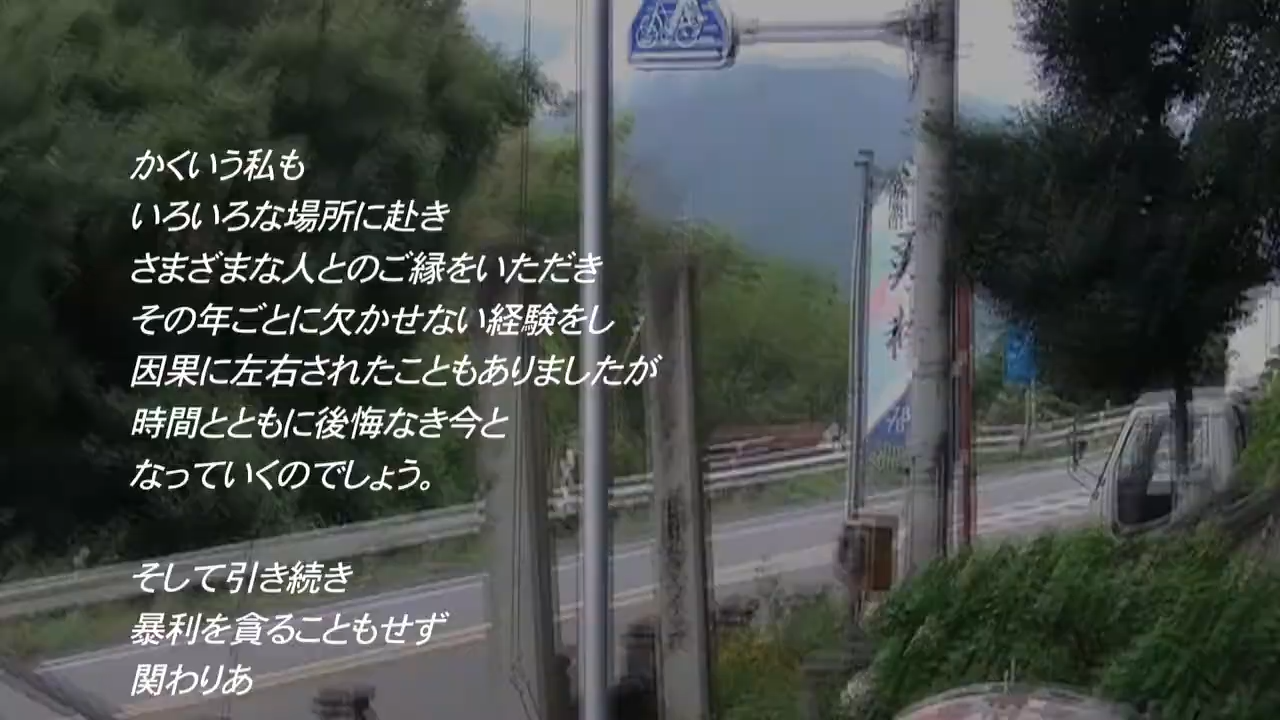 かくいう私も
いろいろな場所に赴き
さまざまな人とのご縁をいただき
その年ごとに欠かせない経験をし
因果に左右されたこともありましたが
時間とともに後悔なき今と
なっていくのでしょう。
そして引き続き
暴利を貪ることもせず
関わりあ